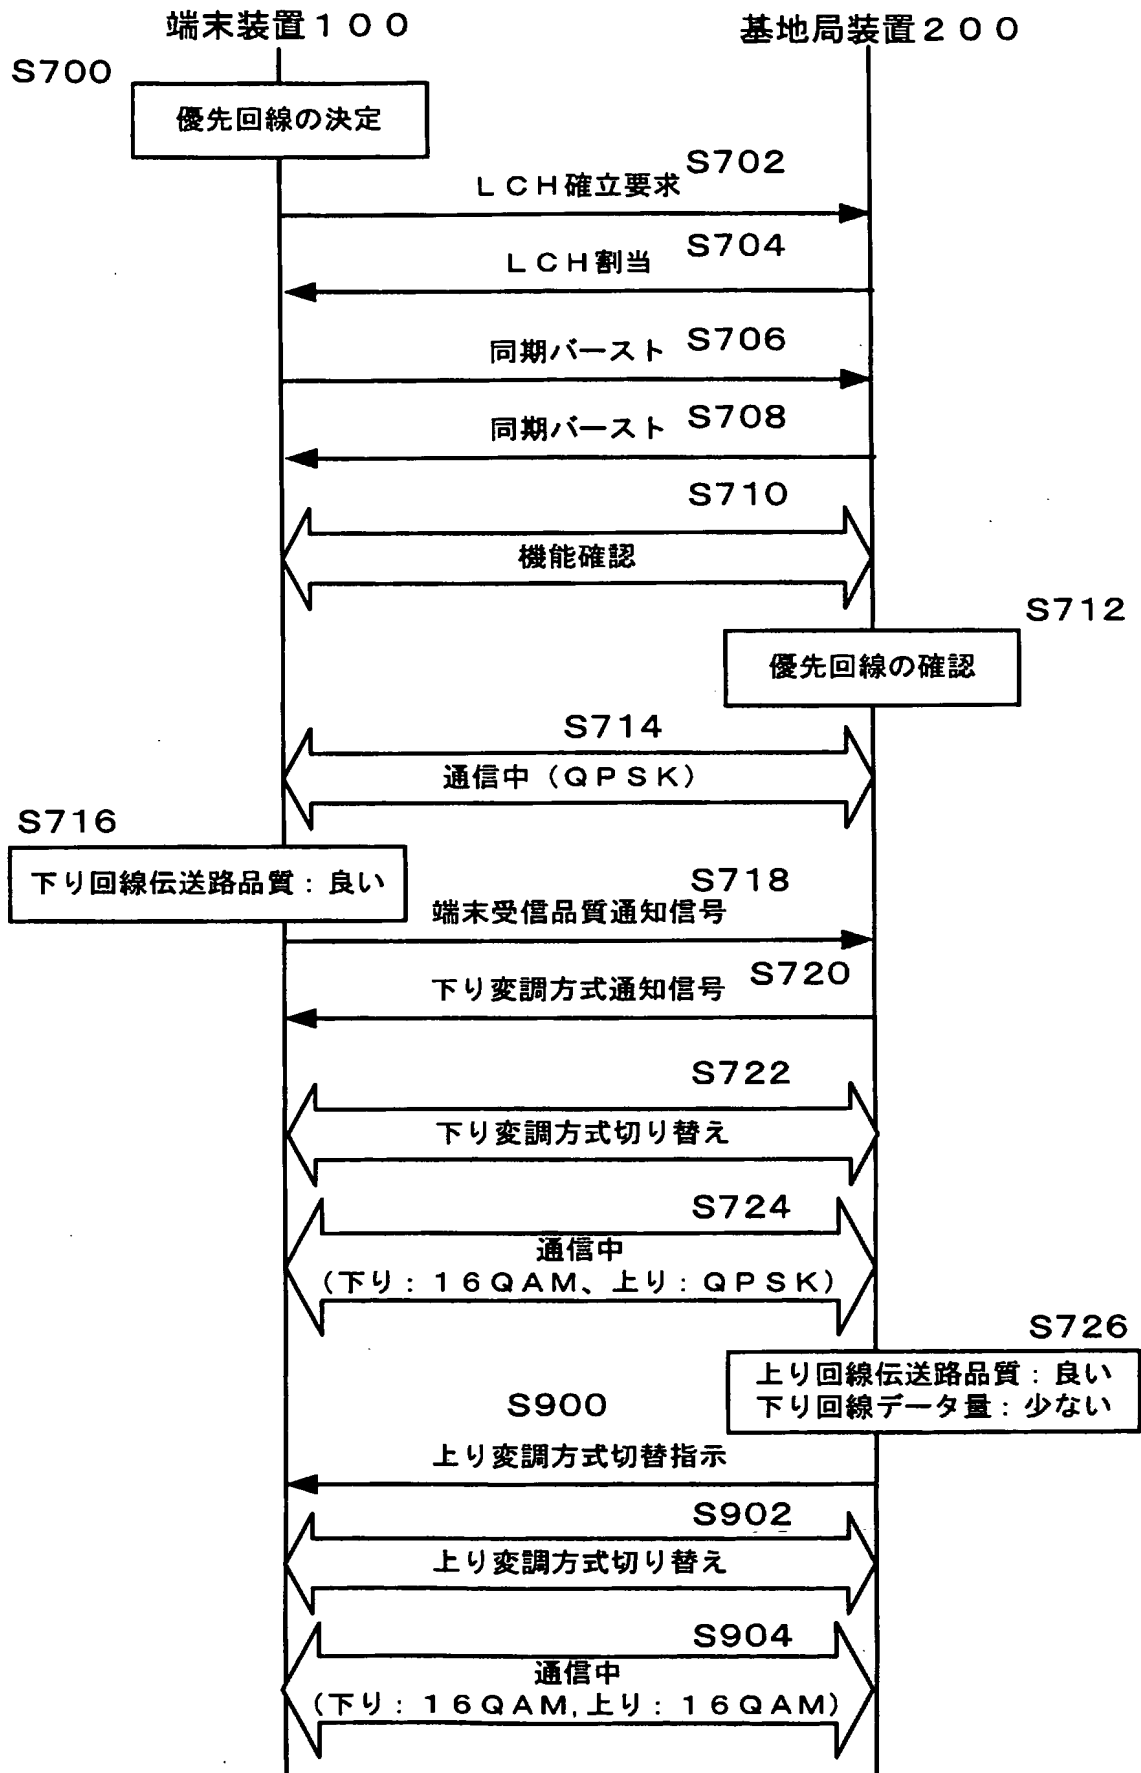 端末装置１００
基地局装置２００
S700
優先回線の決定
S702
ＬＣＨ確立要求
S704
ＬＣＨ割当
S706
同期バースト
S708
同期バースト
S710
機能確認
S712
優先回線の確認
S714
通信中（ＱＰＳＫ）
S716
下り回線伝送路品質：良い
S718
端末受信品質通知信号
S720
下り変調方式通知信号
S722
下り変調方式切り替え
S724
通信中
（下り：１６ＱＡＭ、上り：ＱＰＳＫ）
S726
上り回線伝送路品質：良い
下り回線データ量：少ない
S900
上り変調方式切替指示
S902
上り変調方式切り替え
S904
通信中
（下り：１６ＱＡＭ,上り：１６ＱＡＭ）